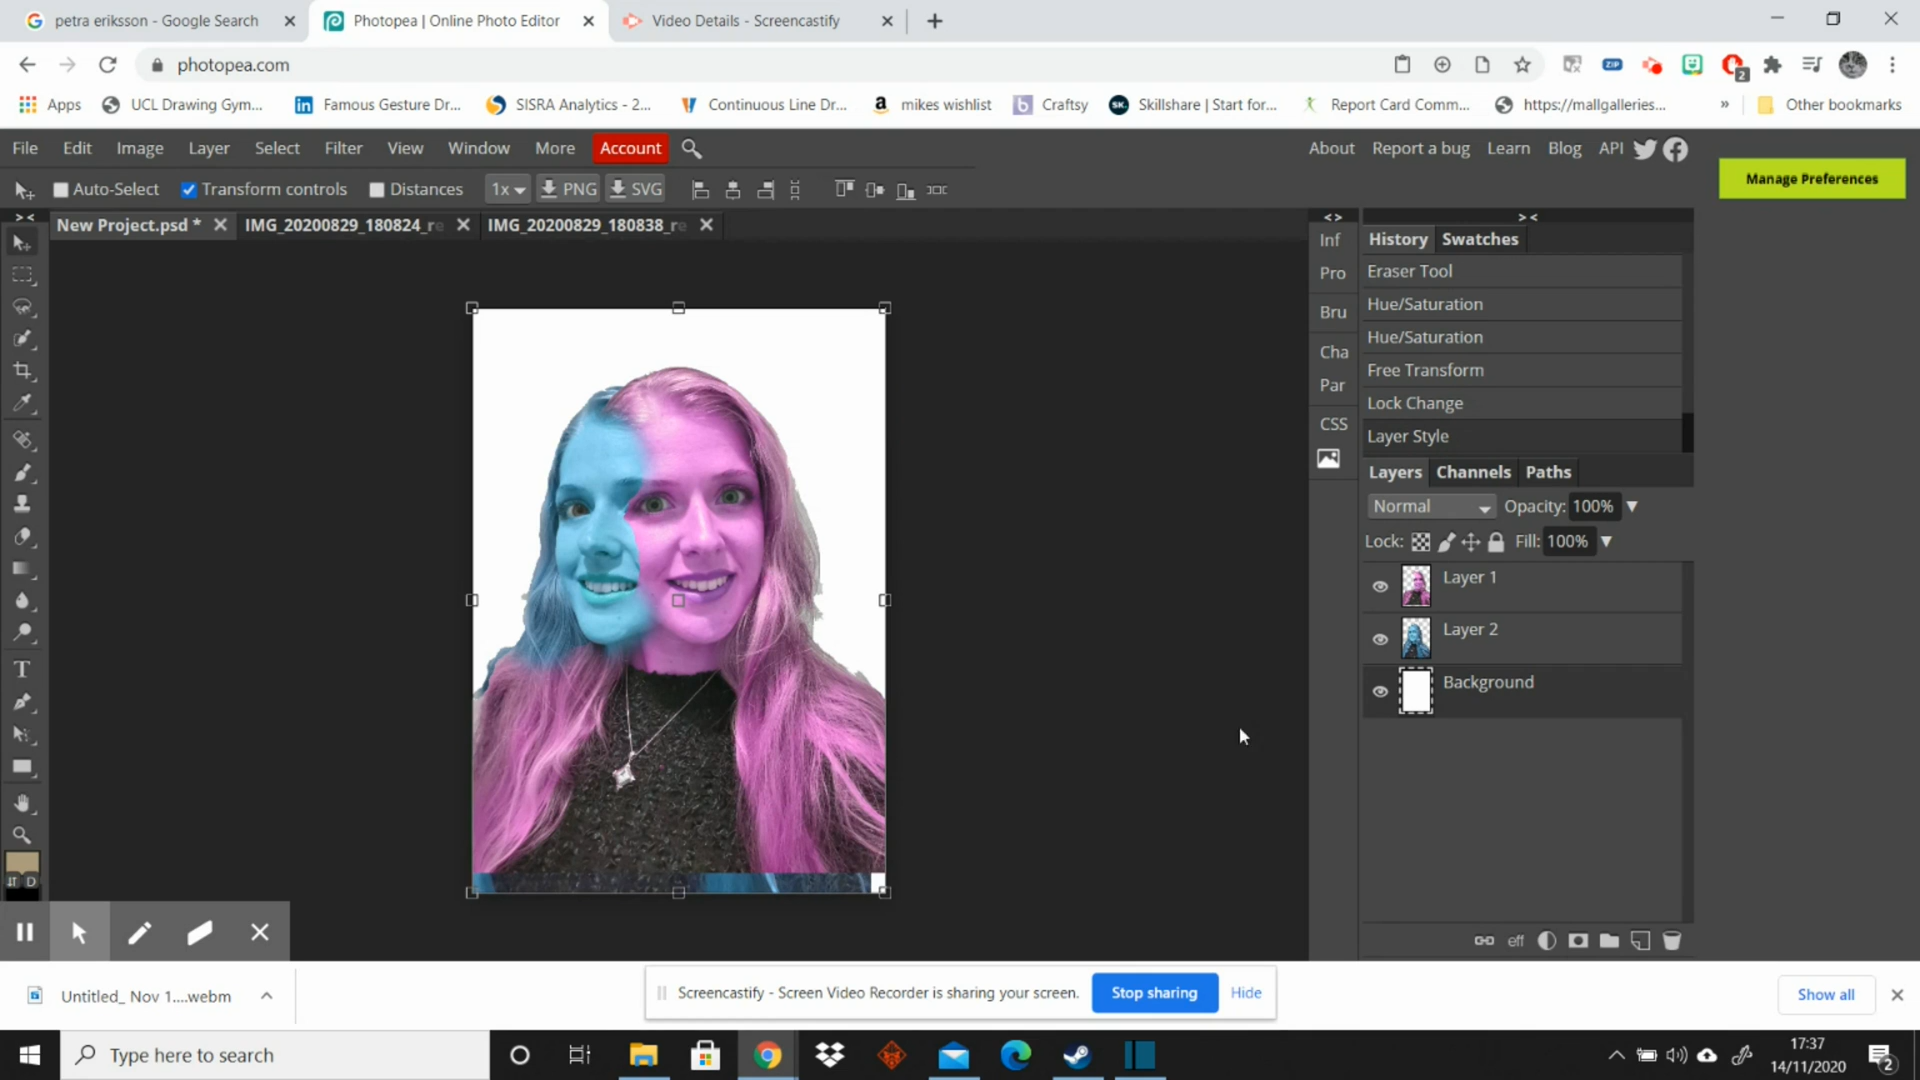 petra eriksson - Google Search
Photopea | Online Photo Editor
Video Details - Screencastify
photopea.com
ZIP
2
Apps
UCL Drawing Gym...
Famous Gesture Dr...
SISRA Analytics - 2...
Continuous Line Dr...
mikes wishlist
Craftsy
Skillshare | Start for...
Report Card Comm...
https://mallgalleries...
Other bookmarks
File Edit Image Layer Select Filter View Window More Account
About Report a bug Learn Blog API
Manage Preferences
Auto-Select Transform controls Distances 1x PNG SVG
New Project.psd * IMG_20200829_180824_re IMG_20200829_180838_re
Inf
Pro
Bru
Cha
Par
CSS
History Swatches
Eraser Tool
Hue/Saturation
Hue/Saturation
Free Transform
Lock Change
Layer Style
Layers Channels Paths
Normal Opacity: 100%
Lock: Fill: 100%
Layer 1
Layer 2
Background
eff
D
Untitled_ Nov 1....webm
Screencastify - Screen Video Recorder is sharing your screen.
Stop sharing
Hide
Show all
Type here to search
17:37
14/11/2020
2